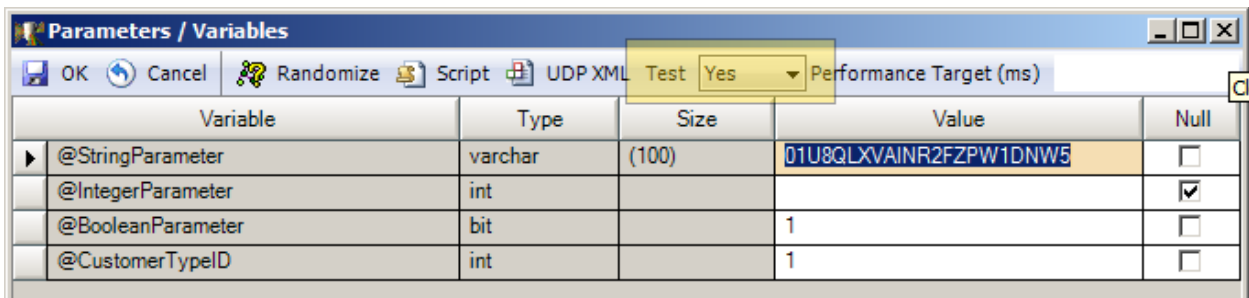 Parameters / Variables
OK Cancel Randomize Script UDP XML Test Yes Performance Target (ms)
Variable Type Size Value Null
@StringParameter varchar (100) 01U8QLXVAINR2FZPW1DNW5
@IntegerParameter int
@BooleanParameter bit 1
@CustomerTypeID int 1